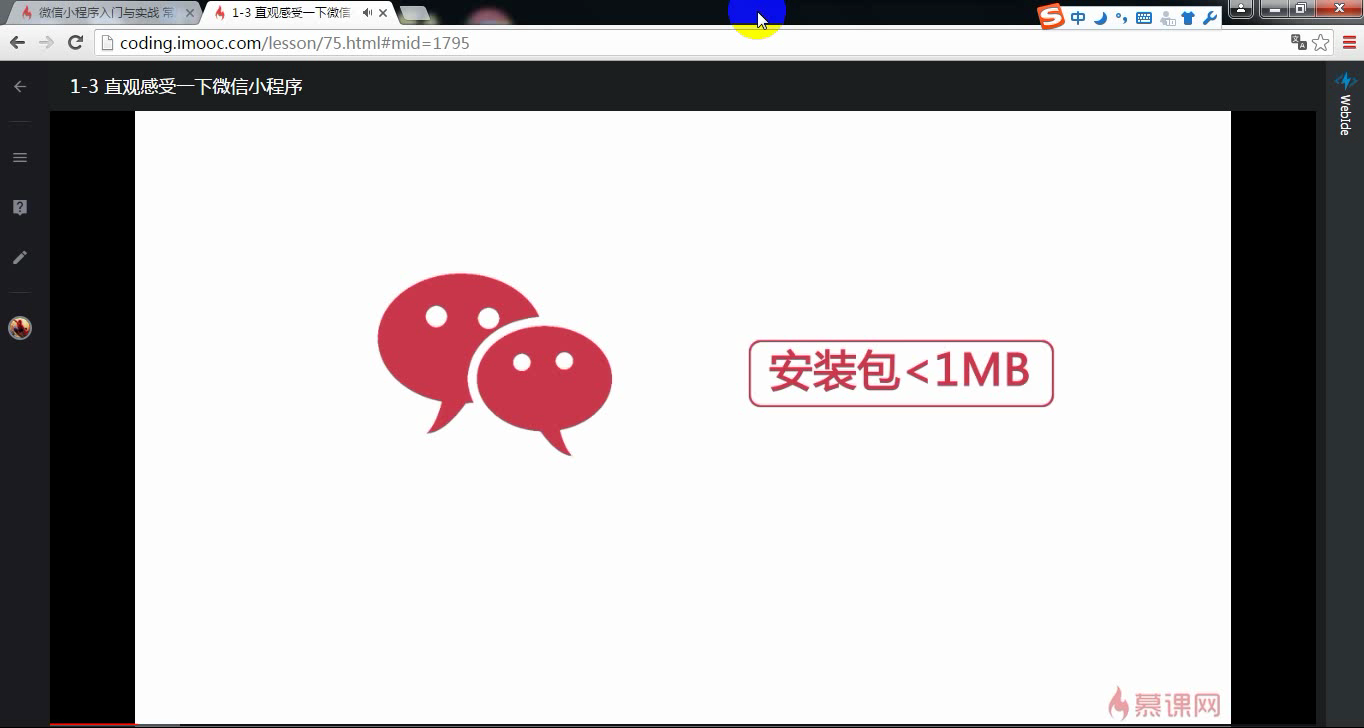 微信小程序入门与实战 常
1-3 直观感受一下微信
中
coding.imooc.com/lesson/75.html#mid=1795
1-3 直观感受一下微信小程序
WebIde
安装包<1MB
慕课网